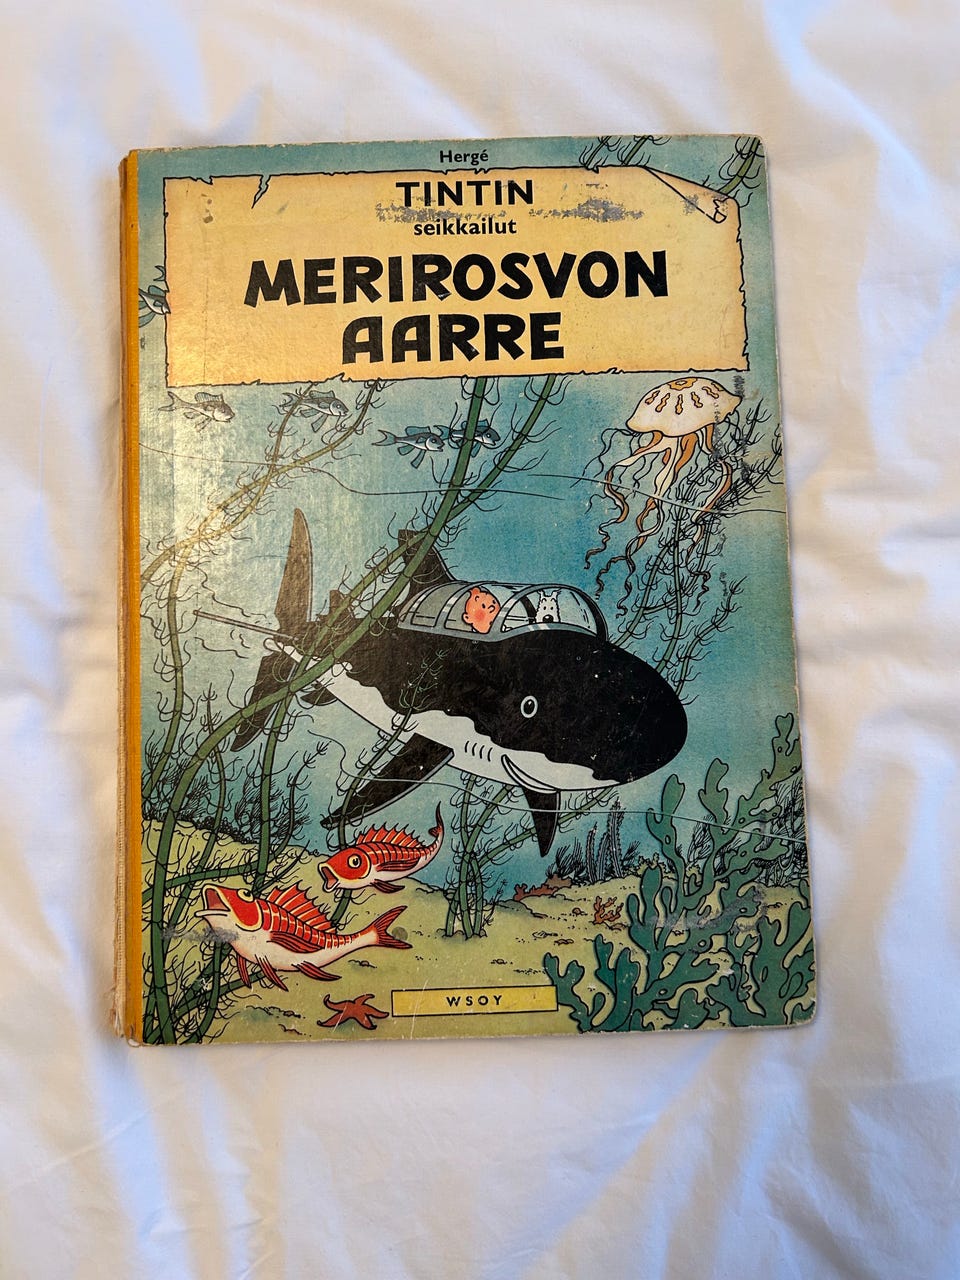 Hergé
TINTIN
seikkailut
MERIROSVON
AARRE
WSOY